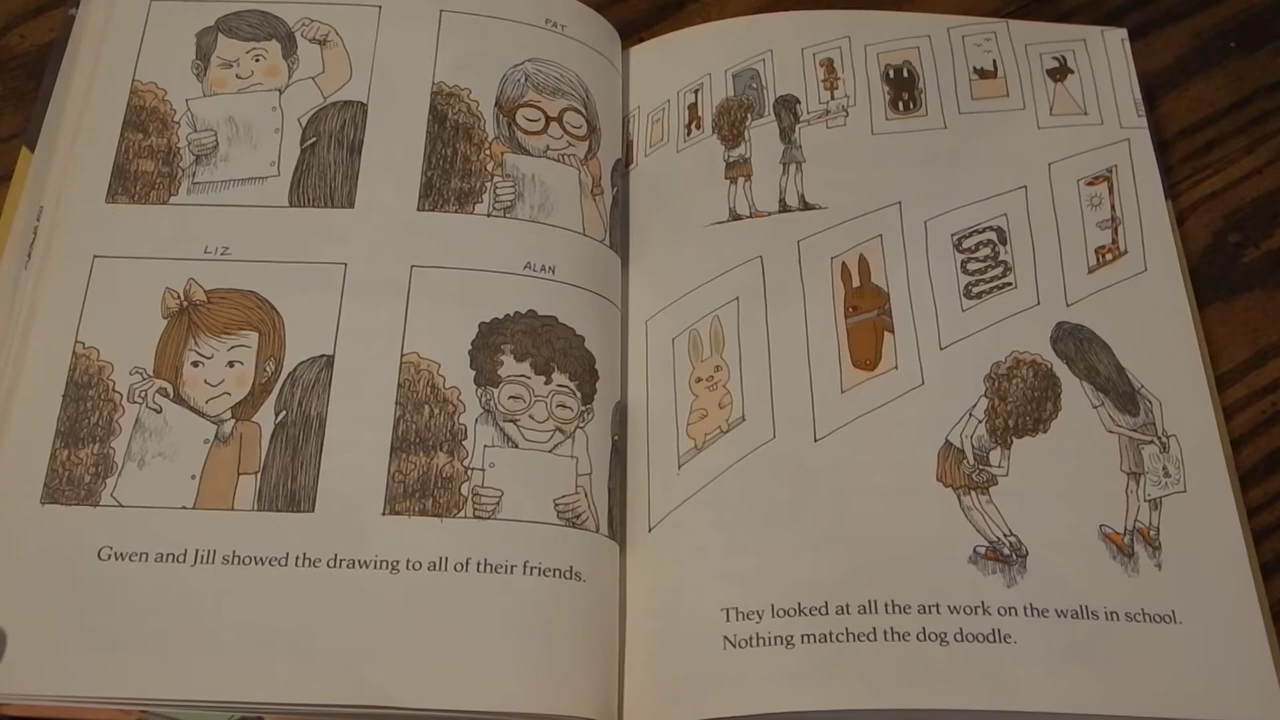 PAT
LIZ
ALAN
Gwen and Jill showed the drawing to all of their friends.
They looked at all the art work on the walls in school.
Nothing matched the dog doodle.